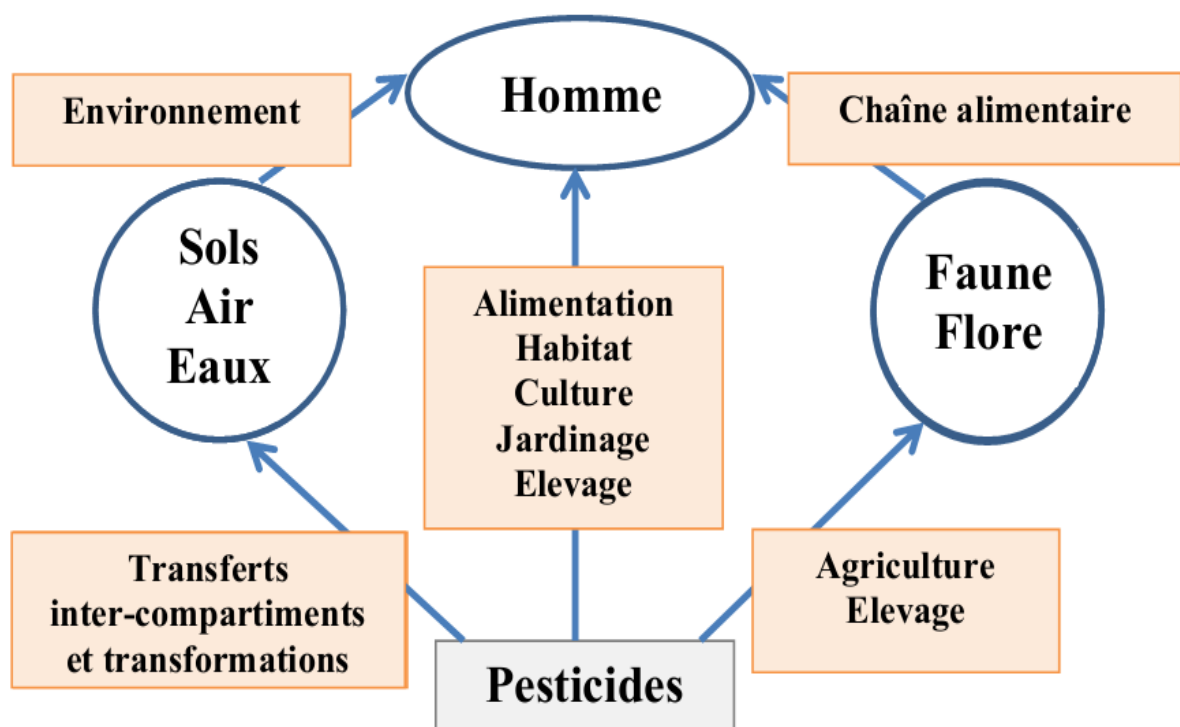 Homme
Environnement
Chaîne alimentaire
Sols
Air
Eaux
Alimentation
Habitat
Culture
Jardinage
Elevage
Faune
Flore
Transferts
inter-compartiments
et transformations
Agriculture
Elevage
Pesticides